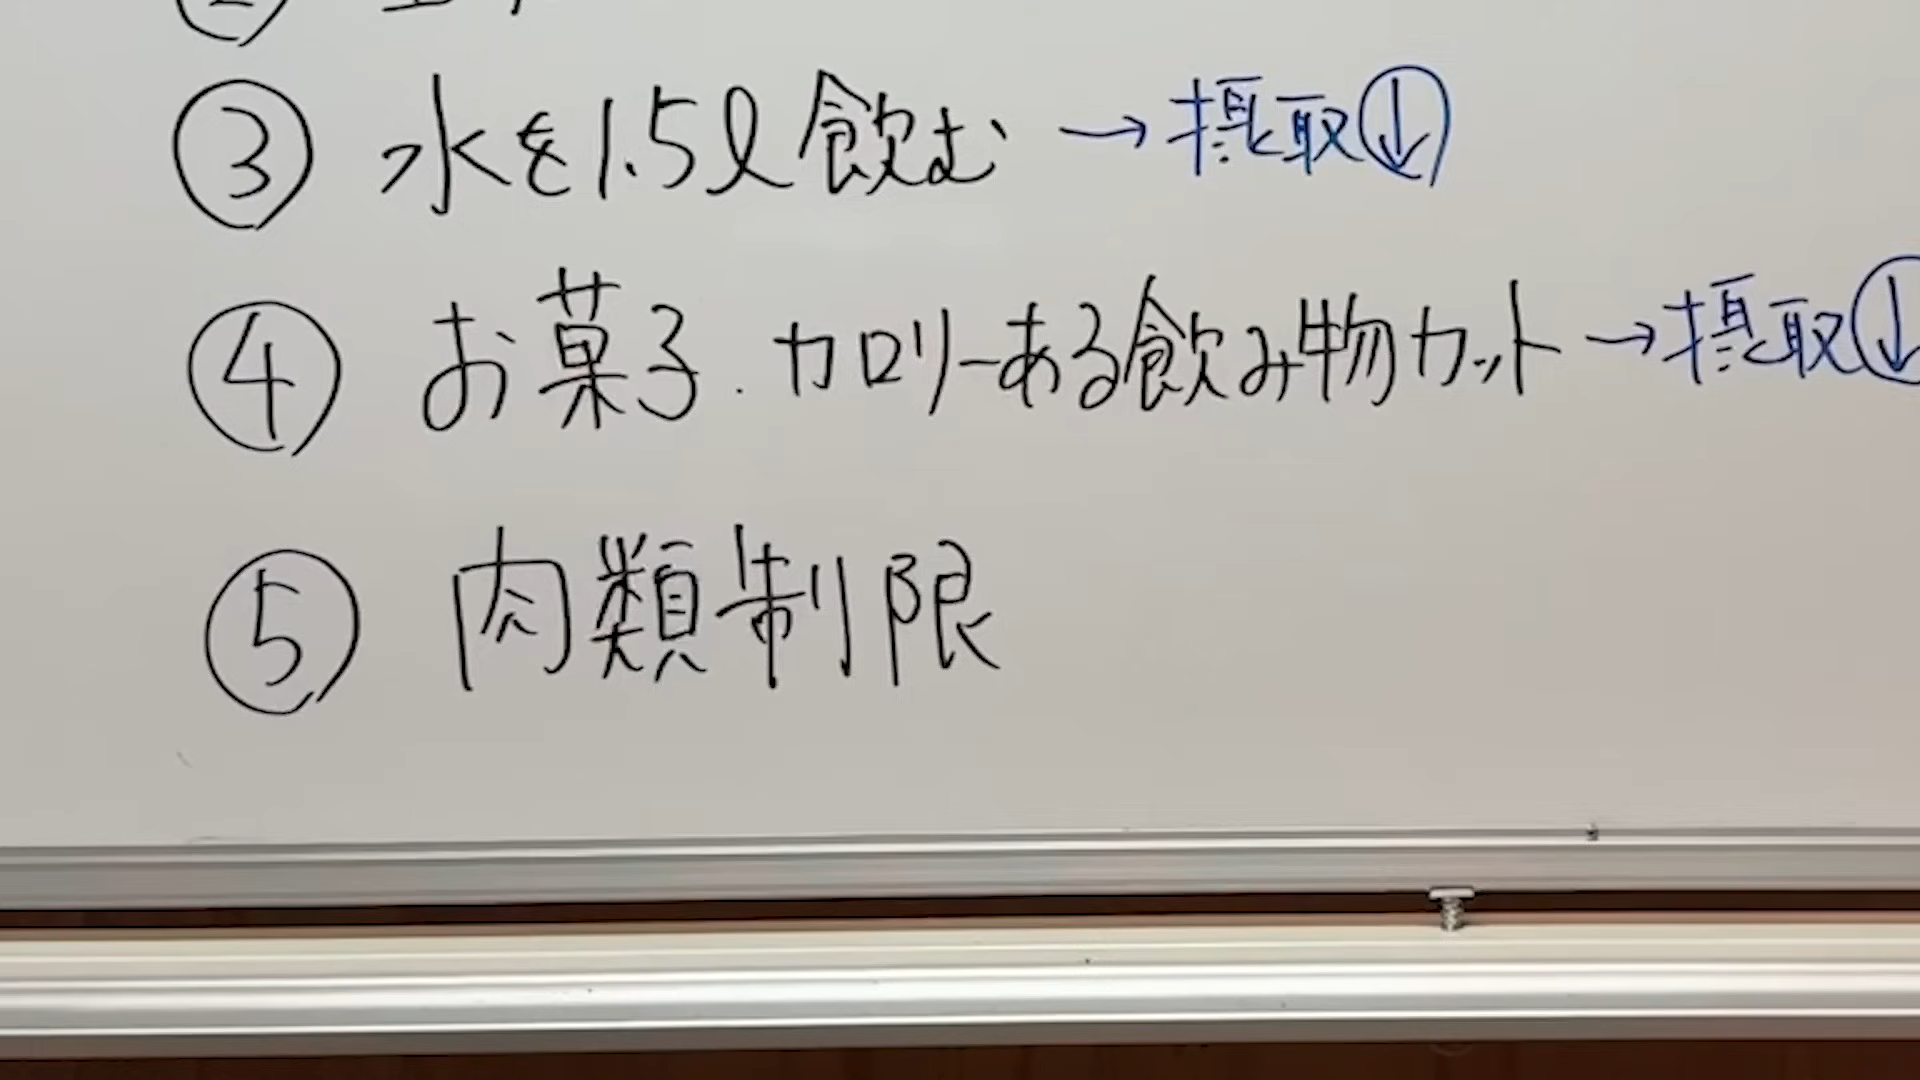 ③ 水を1.5ℓ飲む → 摂取↓
④ お菓子.カロリーある飲み物カット → 摂取↓
⑤ 肉類制限